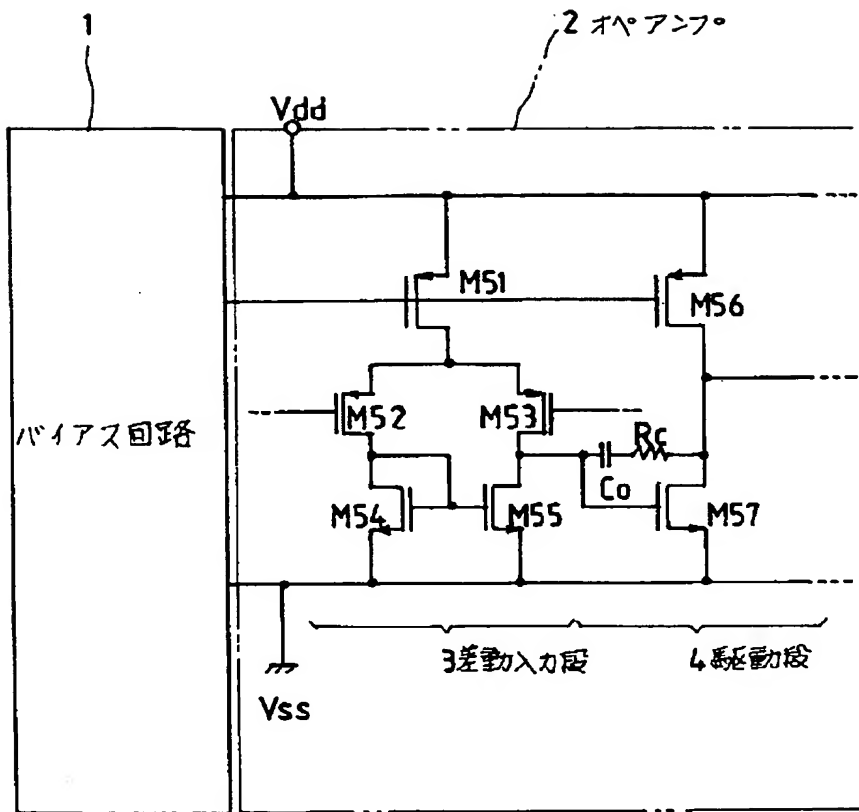 1
2 オペアンプ
Vdd
M51
M56
M52
M53
バイアス回路
Rc
Co
M54
M55
M57
3差動入力段
4駆動段
Vss